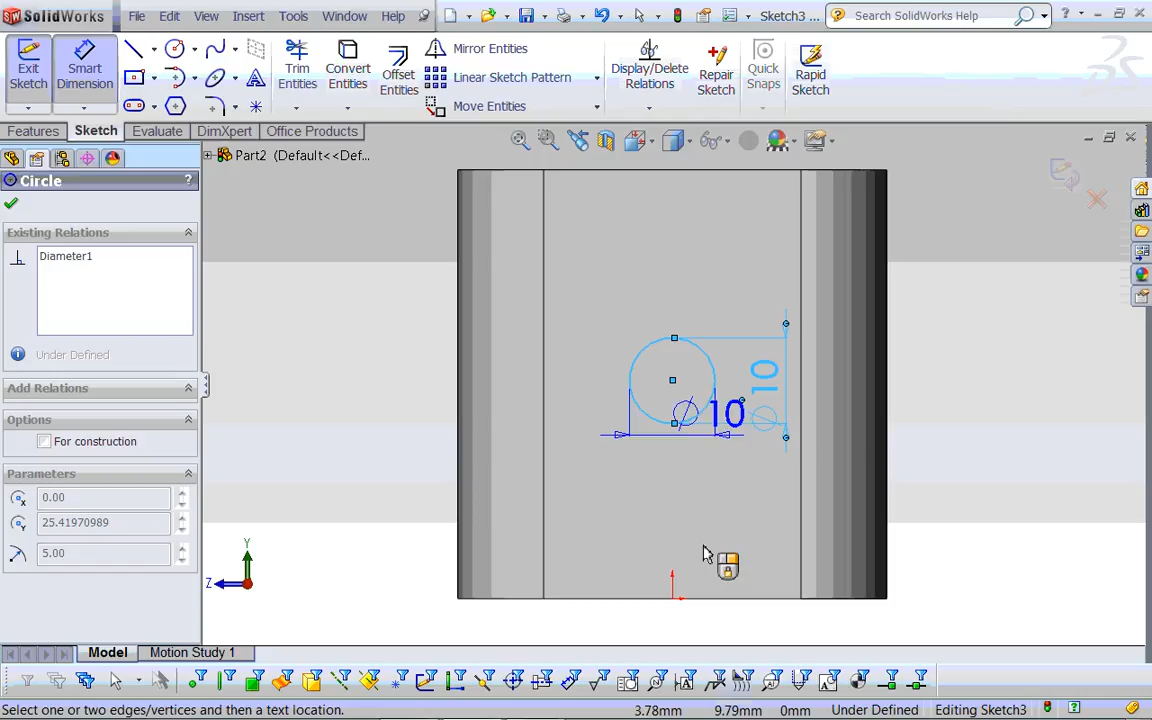 SolidWorks File Edit View Insert Tools Window Help Sketch3 ... Search SolidWorks Help
Exit Sketch
Smart Dimension
Trim Entities
Convert Entities
Offset Entities
Mirror Entities
Linear Sketch Pattern
Move Entities
Display/Delete Relations
Repair Sketch
Quick Snaps
Rapid Sketch
Features Sketch Evaluate DimXpert Office Products
Part2 (Default<<Def...
Circle ?
Existing Relations
Diameter1
Under Defined
Add Relations
Options
For construction
Parameters
0.00
25.41970989
5.00
∅10
∅10
Y
Z
Model Motion Study 1
Select one or two edges/vertices and then a text location. 3.78mm 9.79mm 0mm Under Defined Editing Sketch3